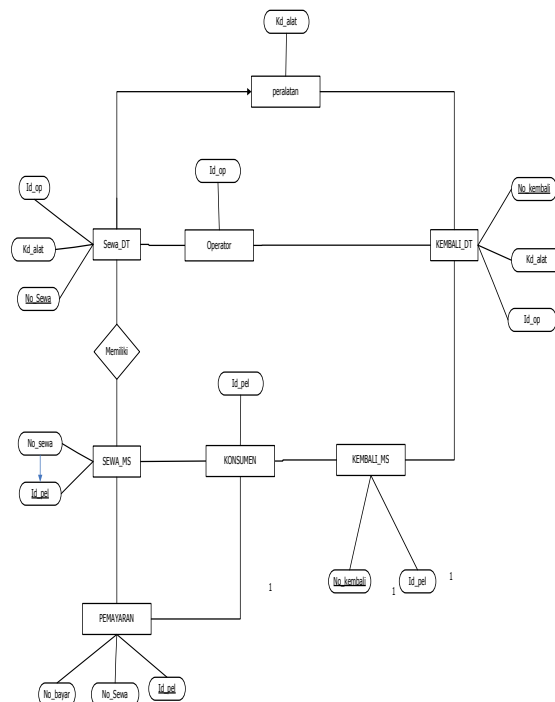 Kd_alat
peralatan
Id_op
Id_op
No_kembali
Sewa_DT
Operator
KEMBALI_DT
Kd_alat
Kd_alat
No_Sewa
Id_op
Memiliki
Id_pel
No_sewa
SEWA_MS
KONSUMEN
KEMBALI_MS
Id_pel
No_kembali
Id_pel
1
1
1
PEMAYARAN
No_bayar
No_Sewa
Id_pel